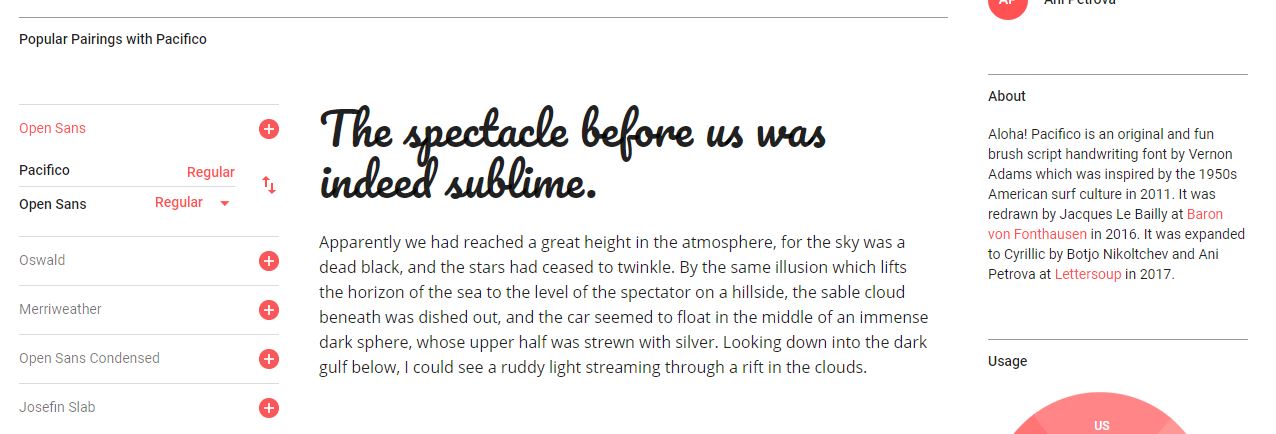 Popular Pairings with Pacifico
Open Sans
Pacifico
Regular
Open Sans
Regular
Oswald
Merriweather
Open Sans Condensed
Josefin Slab
The spectacle before us was
indeed sublime.
Apparently we had reached a great height in the atmosphere, for the sky was a
dead black, and the stars had ceased to twinkle. By the same illusion which lifts
the horizon of the sea to the level of the spectator on a hillside, the sable cloud
beneath was dished out, and the car seemed to float in the middle of an immense
dark sphere, whose upper half was strewn with silver. Looking down into the dark
gulf below, I could see a ruddy light streaming through a rift in the clouds.
AP
Ani Petrova
About
Aloha! Pacifico is an original and fun
brush script handwriting font by Vernon
Adams which was inspired by the 1950s
American surf culture in 2011. It was
redrawn by Jacques Le Bailly at Baron
von Fonthausen in 2016. It was expanded
to Cyrillic by Botjo Nikoltchev and Ani
Petrova at Lettersoup in 2017.
Usage
US